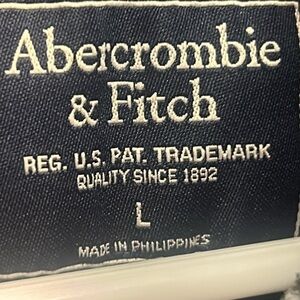 Abercrombie
& Fitch
REG. U.S. PAT. TRADEMARK
QUALITY SINCE 1892
L
MADE IN PHILIPPINES